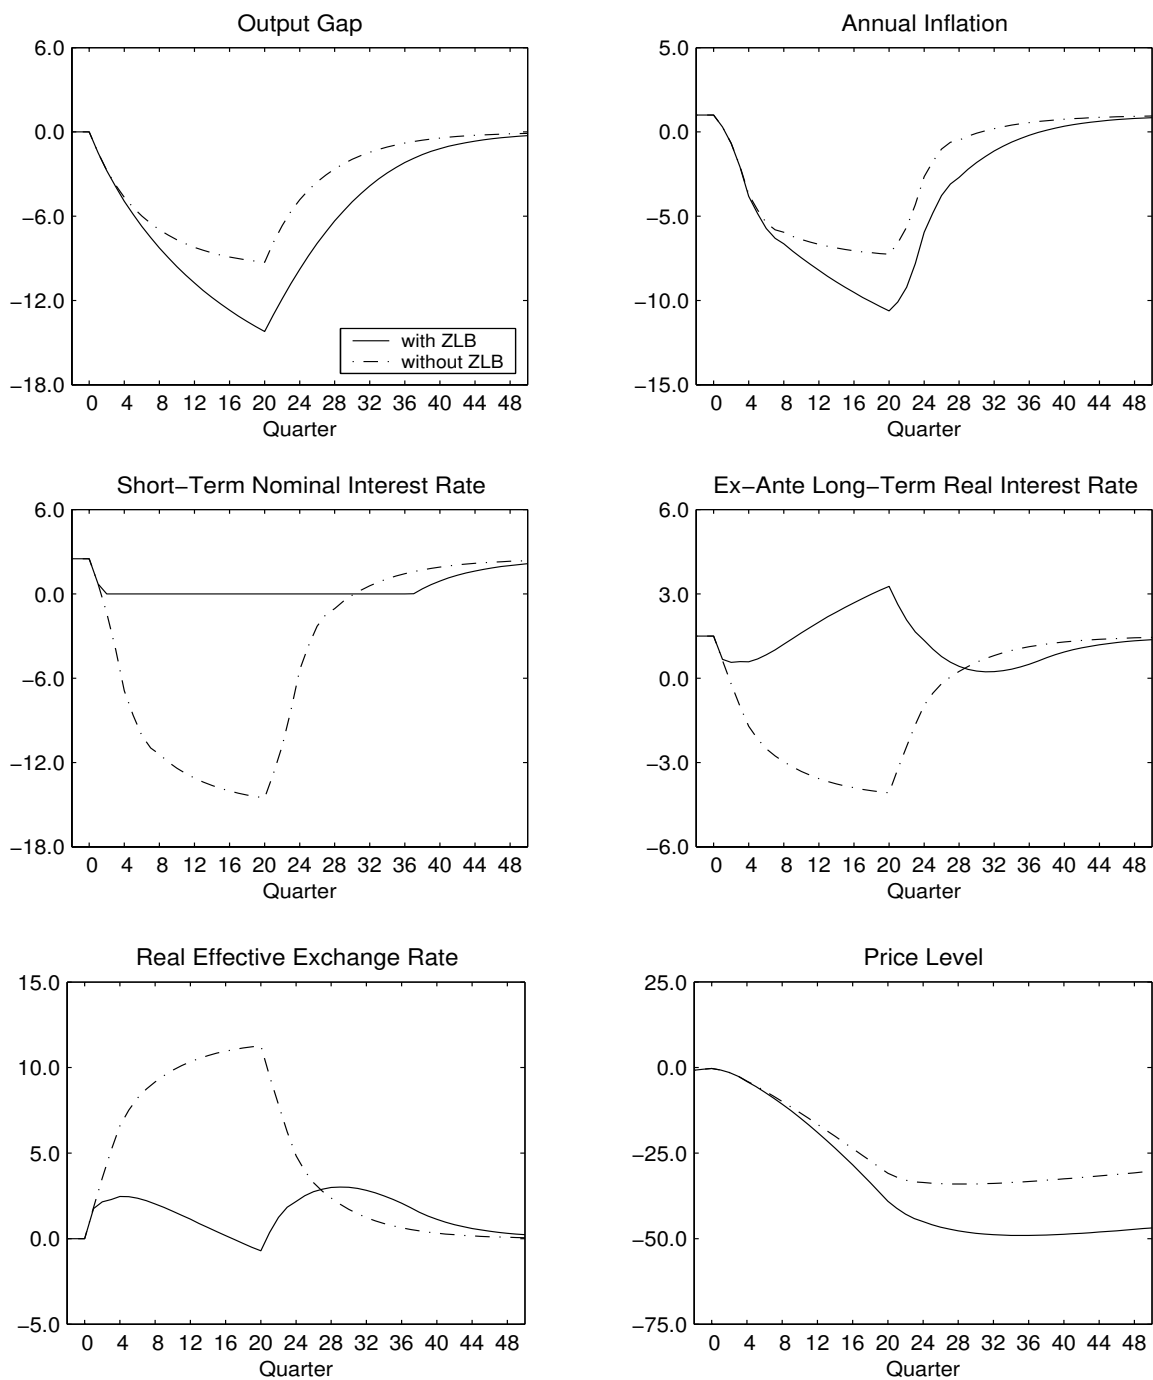 Output Gap
6.0
0.0
−6.0
−12.0
−18.0
with ZLB
without ZLB
0 4 8 12 16 20 24 28 32 36 40 44 48
Quarter
Annual Inflation
5.0
0.0
−5.0
−10.0
−15.0
0 4 8 12 16 20 24 28 32 36 40 44 48
Quarter
Short−Term Nominal Interest Rate
6.0
0.0
−6.0
−12.0
−18.0
0 4 8 12 16 20 24 28 32 36 40 44 48
Quarter
Ex−Ante Long−Term Real Interest Rate
6.0
3.0
0.0
−3.0
−6.0
0 4 8 12 16 20 24 28 32 36 40 44 48
Quarter
Real Effective Exchange Rate
15.0
10.0
5.0
0.0
−5.0
0 4 8 12 16 20 24 28 32 36 40 44 48
Quarter
Price Level
25.0
0.0
−25.0
−50.0
−75.0
0 4 8 12 16 20 24 28 32 36 40 44 48
Quarter